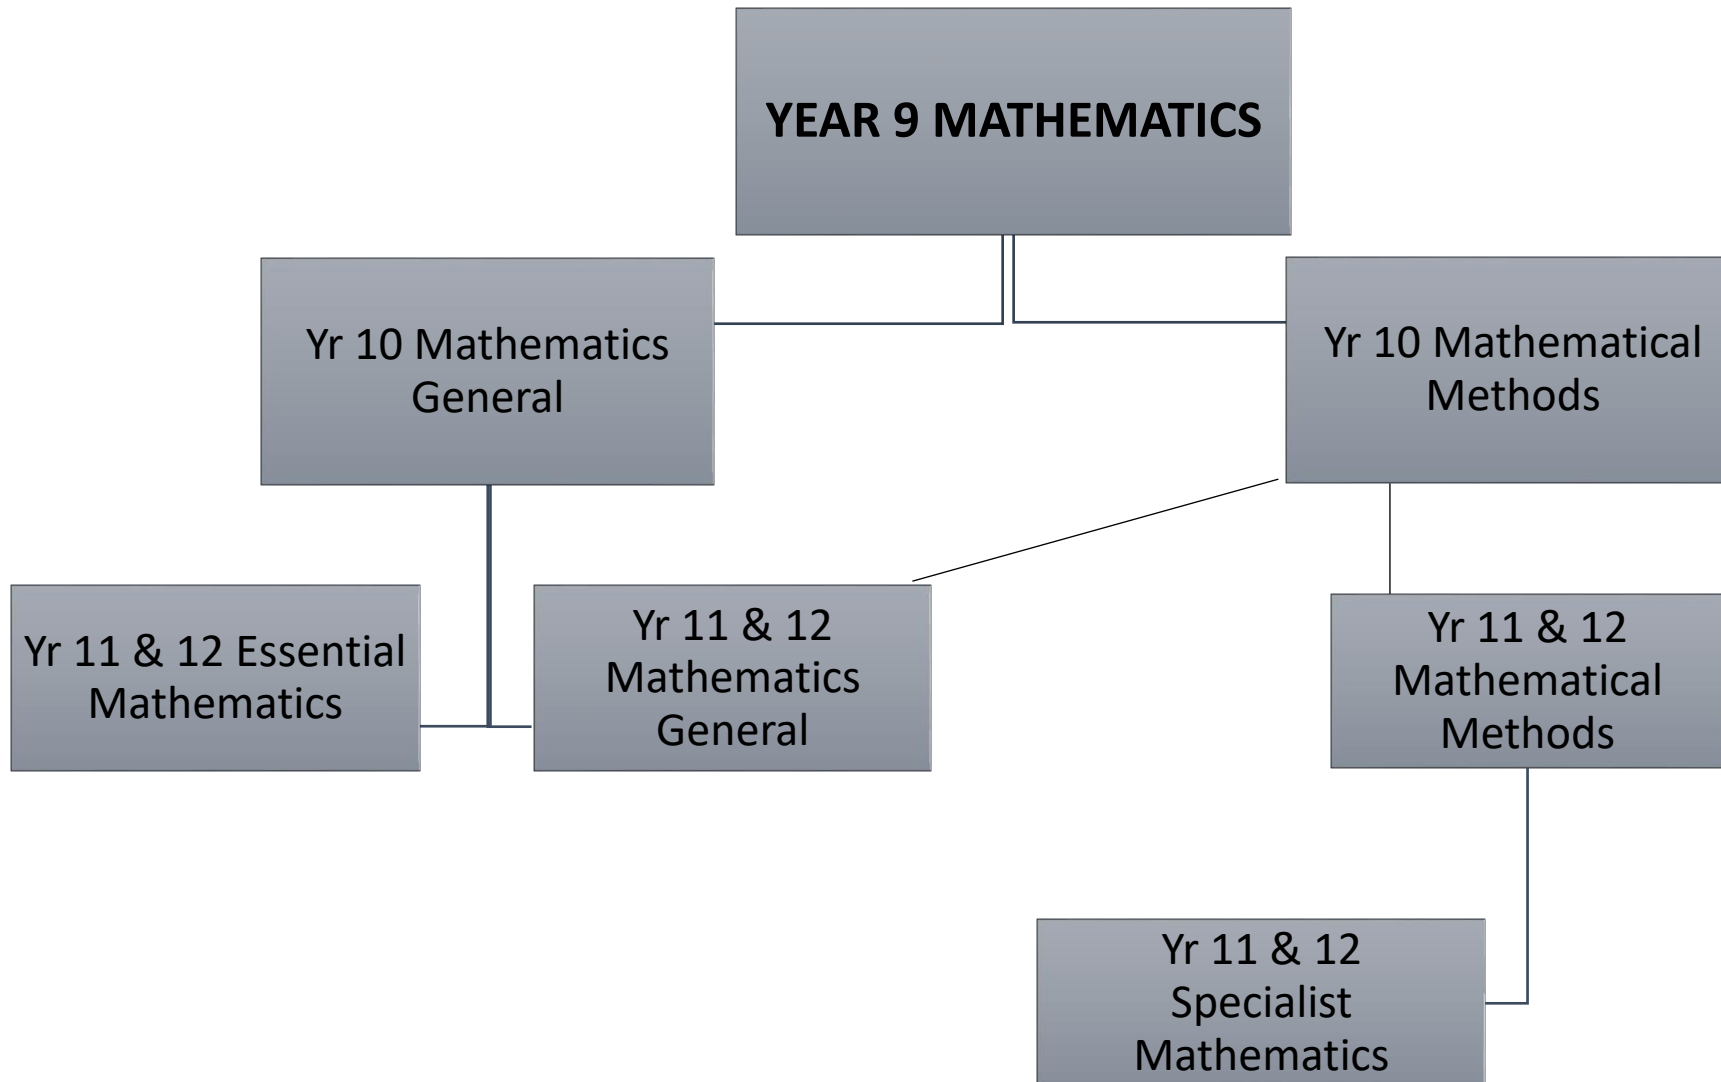 YEAR 9 MATHEMATICS
Yr 10 Mathematics
General
Yr 10 Mathematical
Methods
Yr 11 & 12 Essential
Mathematics
Yr 11 & 12
Mathematics
General
Yr 11 & 12
Mathematical
Methods
Yr 11 & 12
Specialist
Mathematics